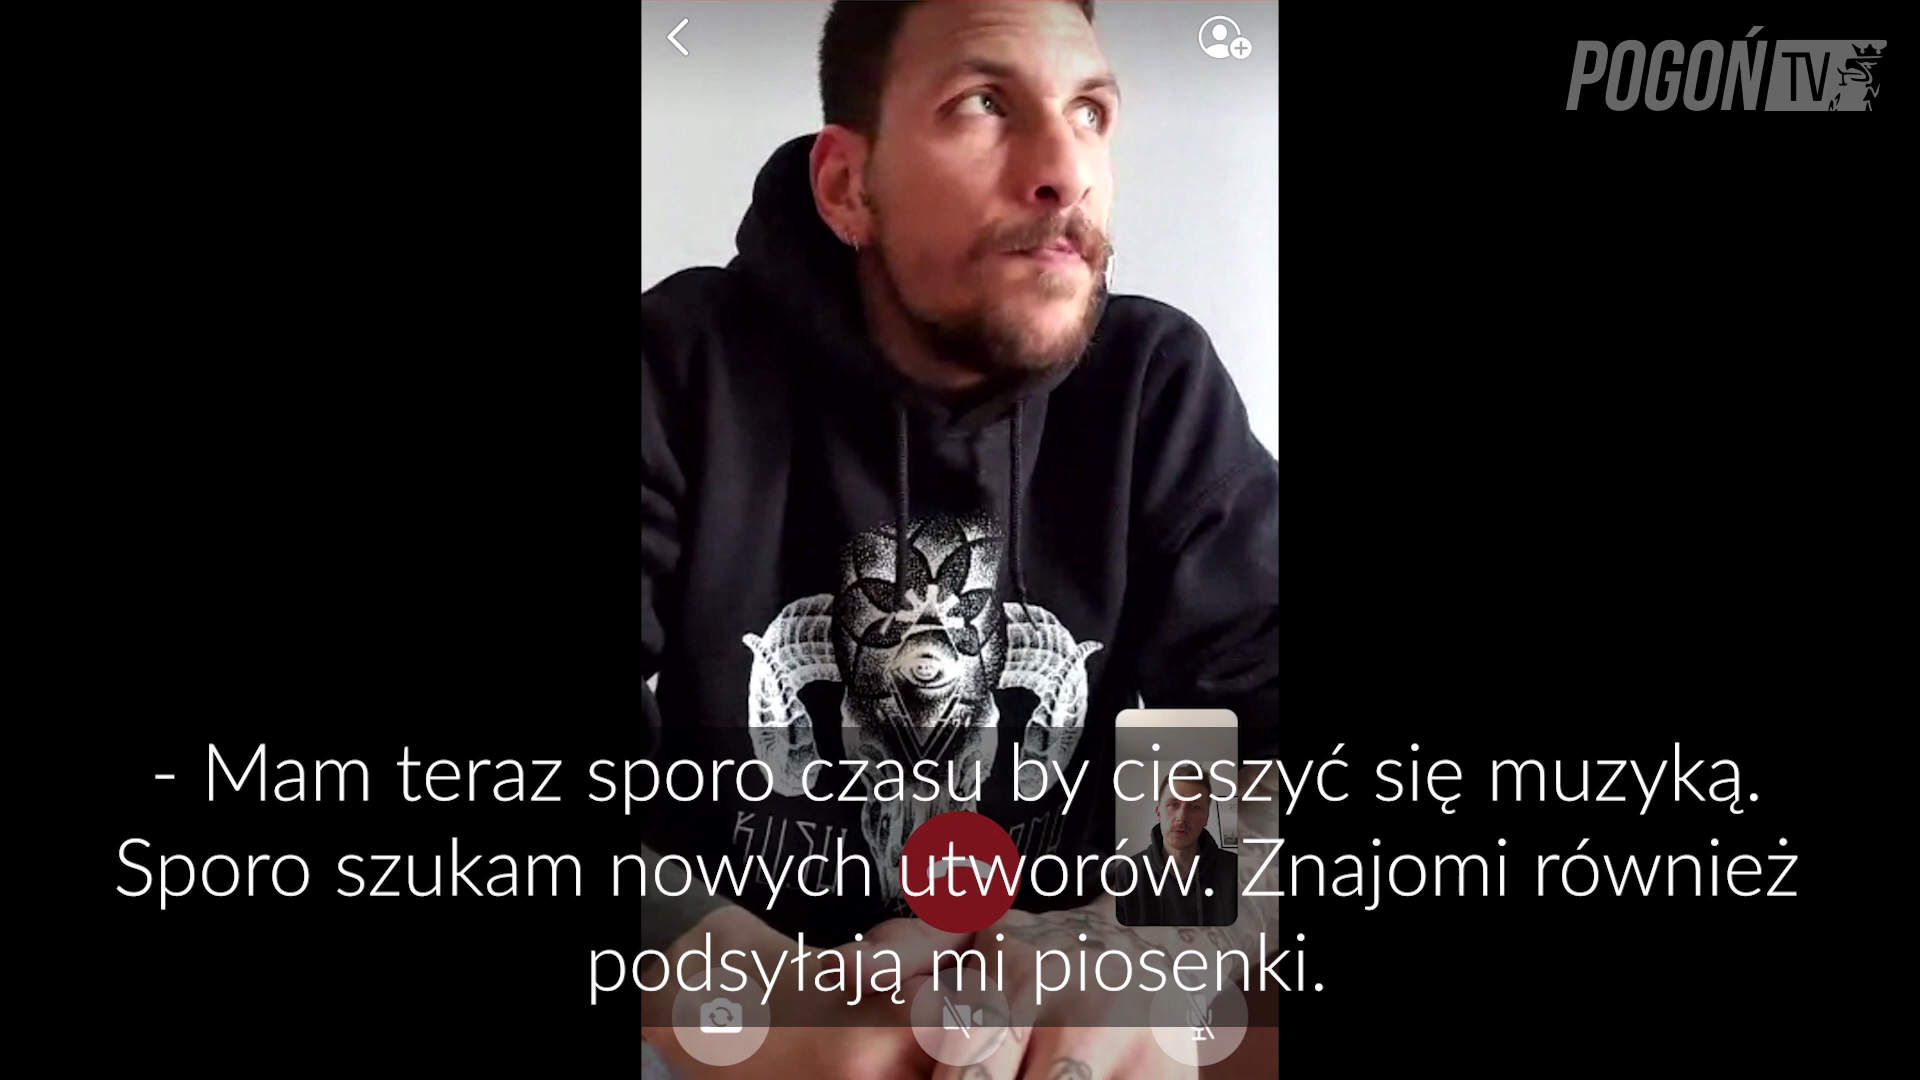 POGOŃ TV
- Mam teraz sporo czasu by cieszyć się muzyką.
Sporo szukam nowych utworów. Znajomi również
podsyłają mi piosenki.